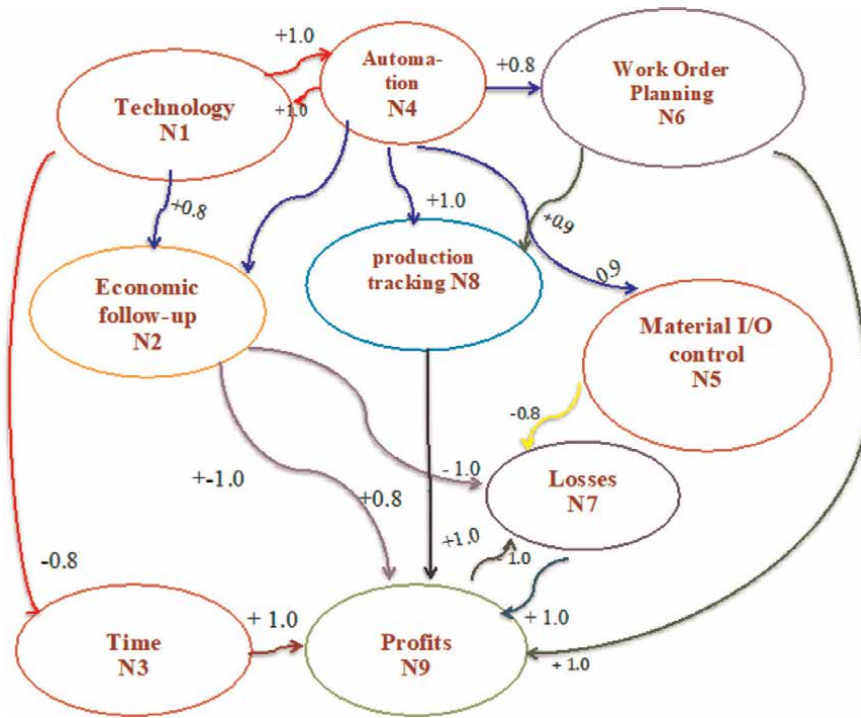 +1.0
Automa-
tion
N4
+0.8
Work Order
Planning
N6
Technology
N1
+1.0
+0.8
+1.0
+0.9
0.9
Economic
follow-up
N2
production
tracking N8
Material I/O
control
N5
-0.8
+-1.0
+0.8
- 1.0
Losses
N7
+1.0
1.0
-0.8
+ 1.0
+ 1.0
Time
N3
Profits
N9
+ 1.0